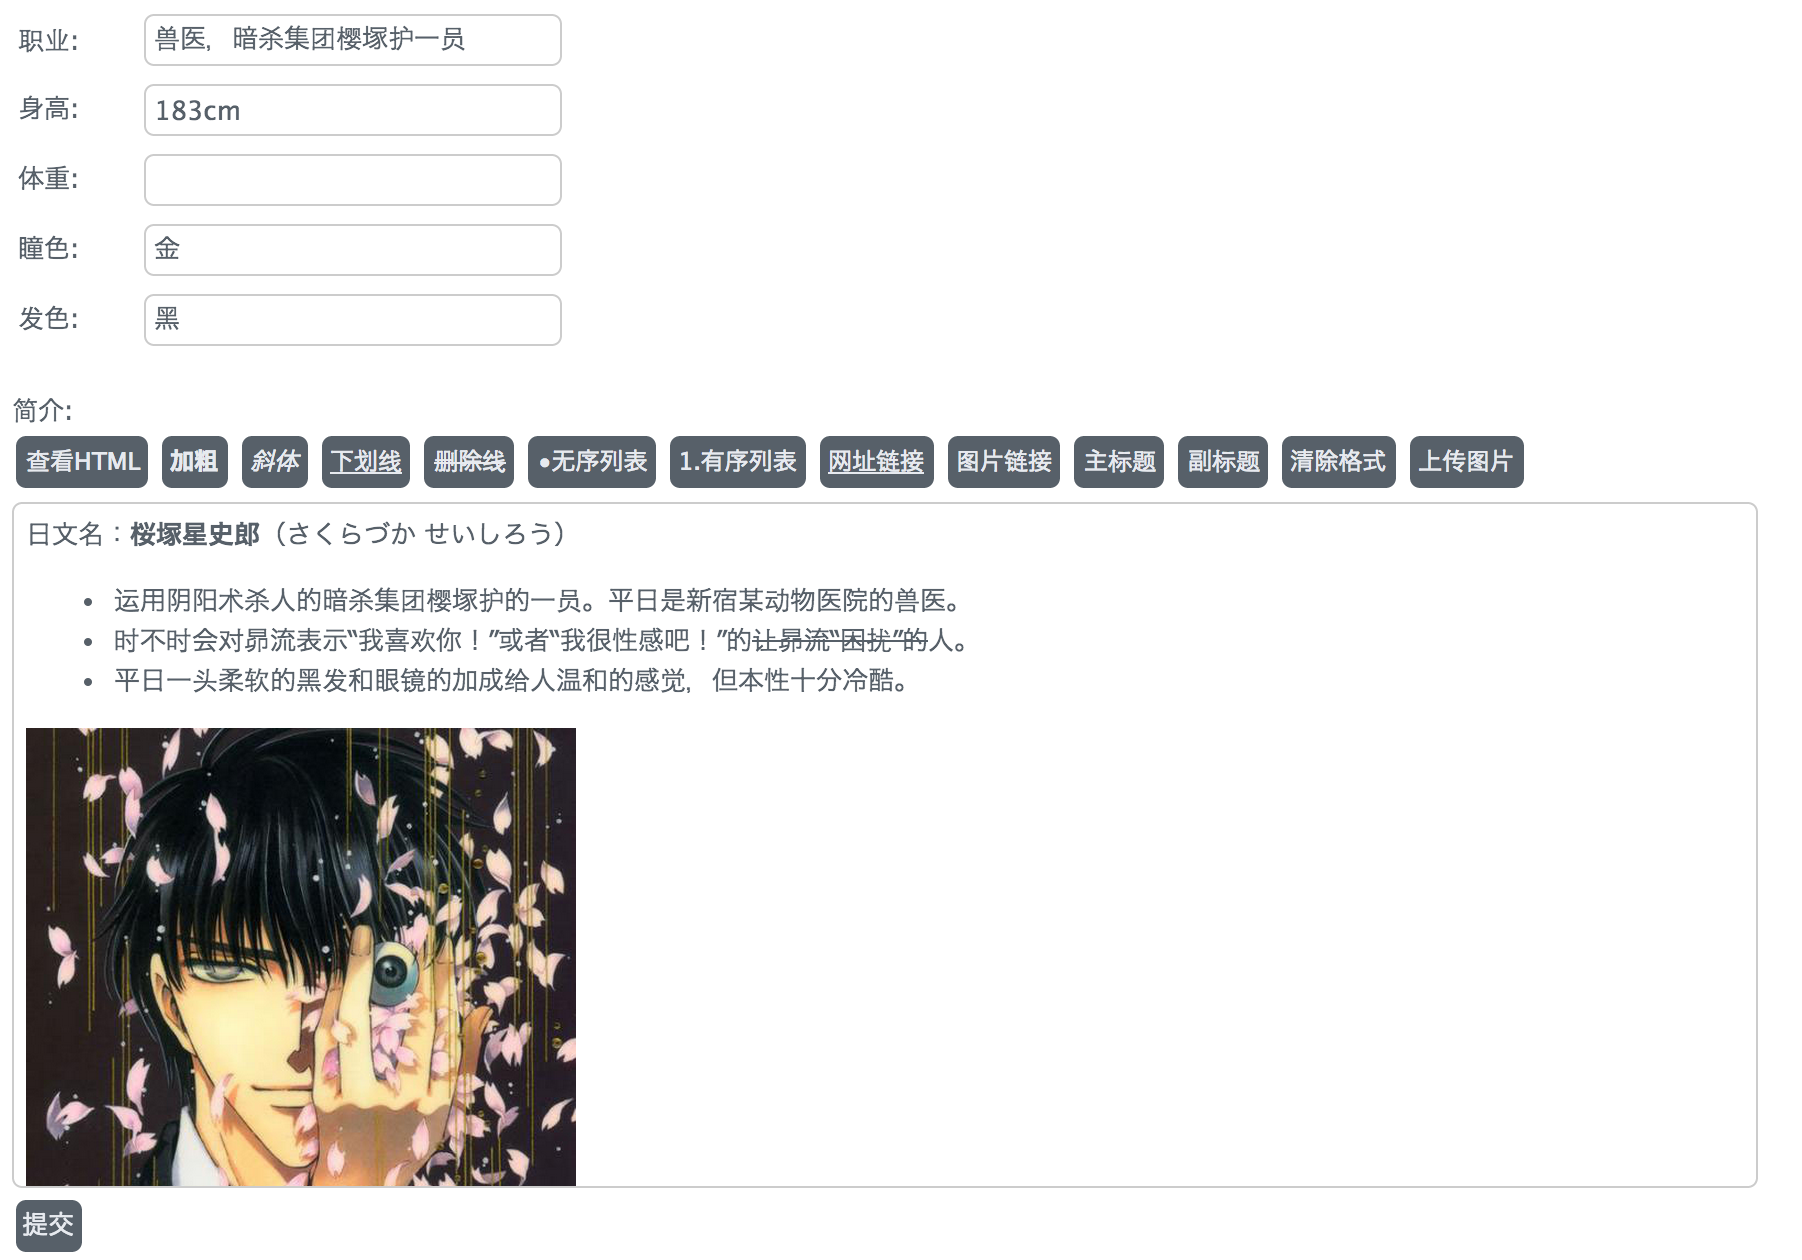 职业: 兽医，暗杀集团樱塚护一员
身高: 183cm
体重:
瞳色: 金
发色: 黑
简介:
查看HTML 加粗 斜体 下划线 删除线 •无序列表 1.有序列表 网址链接 图片链接 主标题 副标题 清除格式 上传图片
日文名：桜塚星史郎（さくらづか せいしろう）
• 运用阴阳术杀人的暗杀集团樱塚护的一员。平日是新宿某动物医院的兽医。
• 时不时会对昴流表示“我喜欢你！”或者“我很性感吧！”的让昴流“困扰”的人。
• 平日一头柔软的黑发和眼镜的加成给人温和的感觉，但本性十分冷酷。
提交